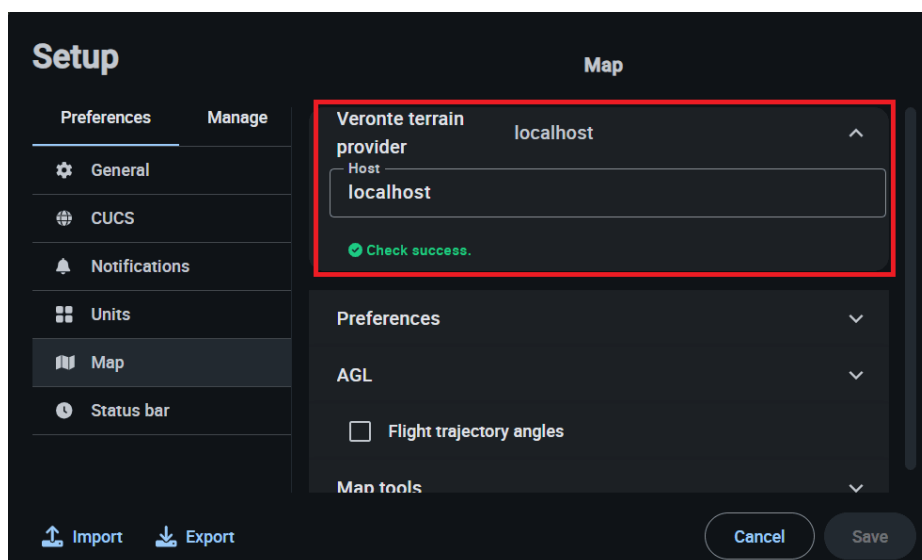 Setup
Map
Preferences
Manage
General
CUCS
Notifications
Units
Map
Status bar
Veronte terrain
provider
localhost
Host
localhost
Check success.
Preferences
AGL
Flight trajectory angles
Map tools
Import
Export
Cancel
Save